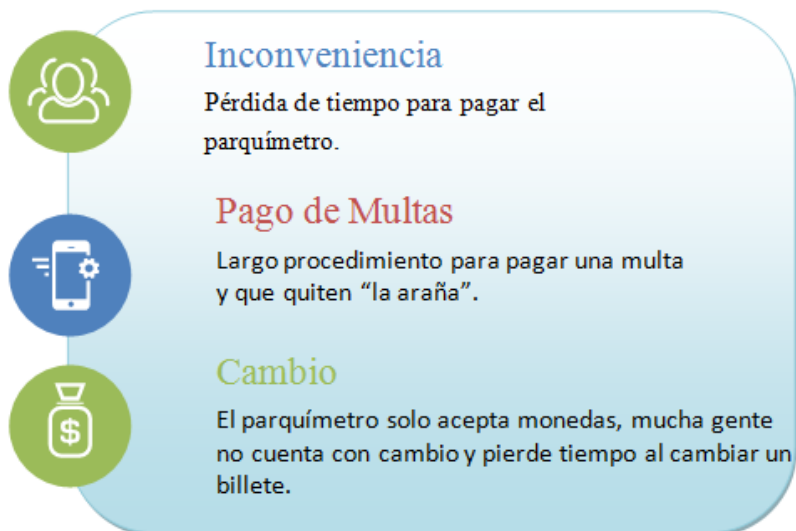 Inconveniencia
Pérdida de tiempo para pagar el
parquímetro.
Pago de Multas
Largo procedimiento para pagar una multa
y que quiten “la araña”.
Cambio
$
El parquímetro solo acepta monedas, mucha gente
no cuenta con cambio y pierde tiempo al cambiar un
billete.